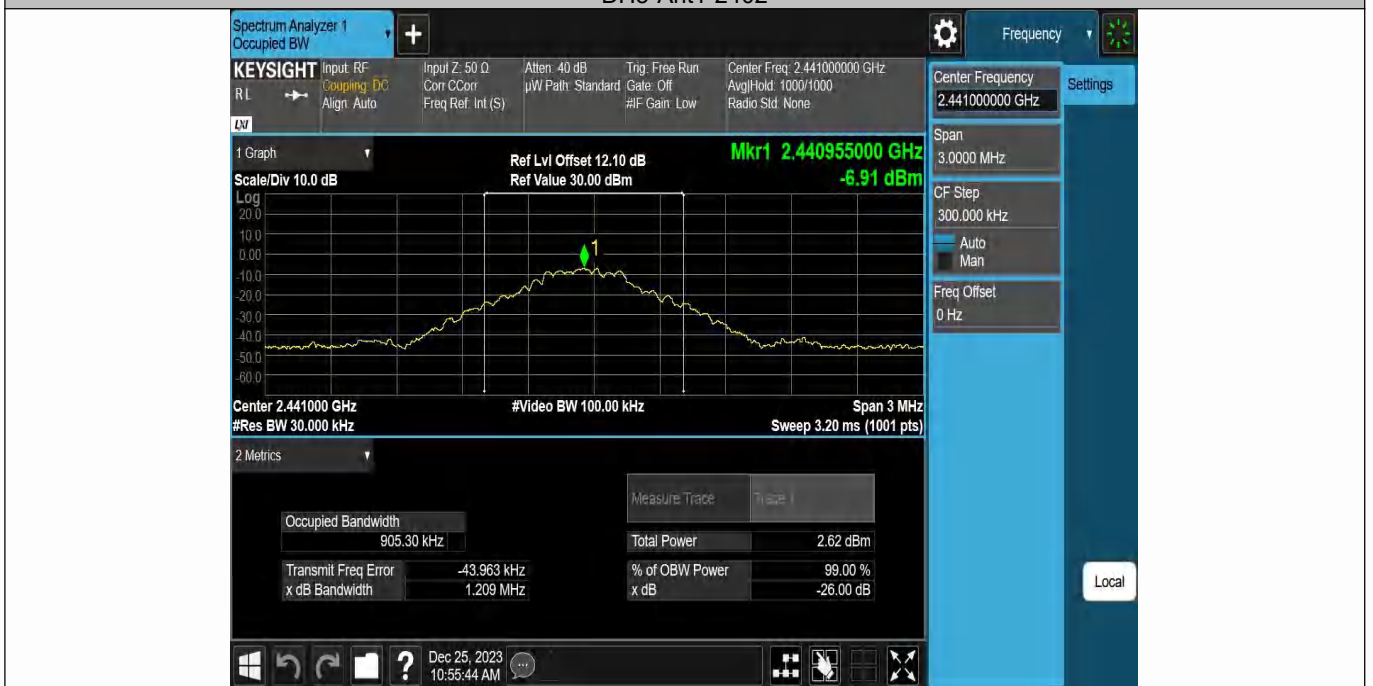 Spectrum Analyzer 1
Occupied BW
+
Frequency
KEYSIGHT
R L
LXI
Input: RF
Coupling: DC
Align: Auto
Input Z: 50 Ω
Corr CCorr
Freq Ref: Int (S)
Atten: 40 dB
µW Path: Standard
Trig: Free Run
Gate: Off
#IF Gain: Low
Center Freq: 2.441000000 GHz
Avg|Hold: 1000/1000
Radio Std: None
Center Frequency
2.441000000 GHz
Settings
Span
3.0000 MHz
CF Step
300.000 kHz
Auto
Man
Freq Offset
0 Hz
Local
1 Graph
Scale/Div 10.0 dB
Ref Lvl Offset 12.10 dB
Ref Value 30.00 dBm
Mkr1 2.440955000 GHz
-6.91 dBm
Log
20.0
10.0
0.00
-10.0
-20.0
-30.0
-40.0
-50.0
-60.0
1
Center 2.441000 GHz
#Video BW 100.00 kHz
Span 3 MHz
#Res BW 30.000 kHz
Sweep 3.20 ms (1001 pts)
2 Metrics
Measure Trace
Trace 1
Occupied Bandwidth
905.30 kHz
Total Power 2.62 dBm
Transmit Freq Error -43.963 kHz
% of OBW Power 99.00 %
x dB Bandwidth 1.209 MHz
x dB -26.00 dB
?
Dec 25, 2023
10:55:44 AM